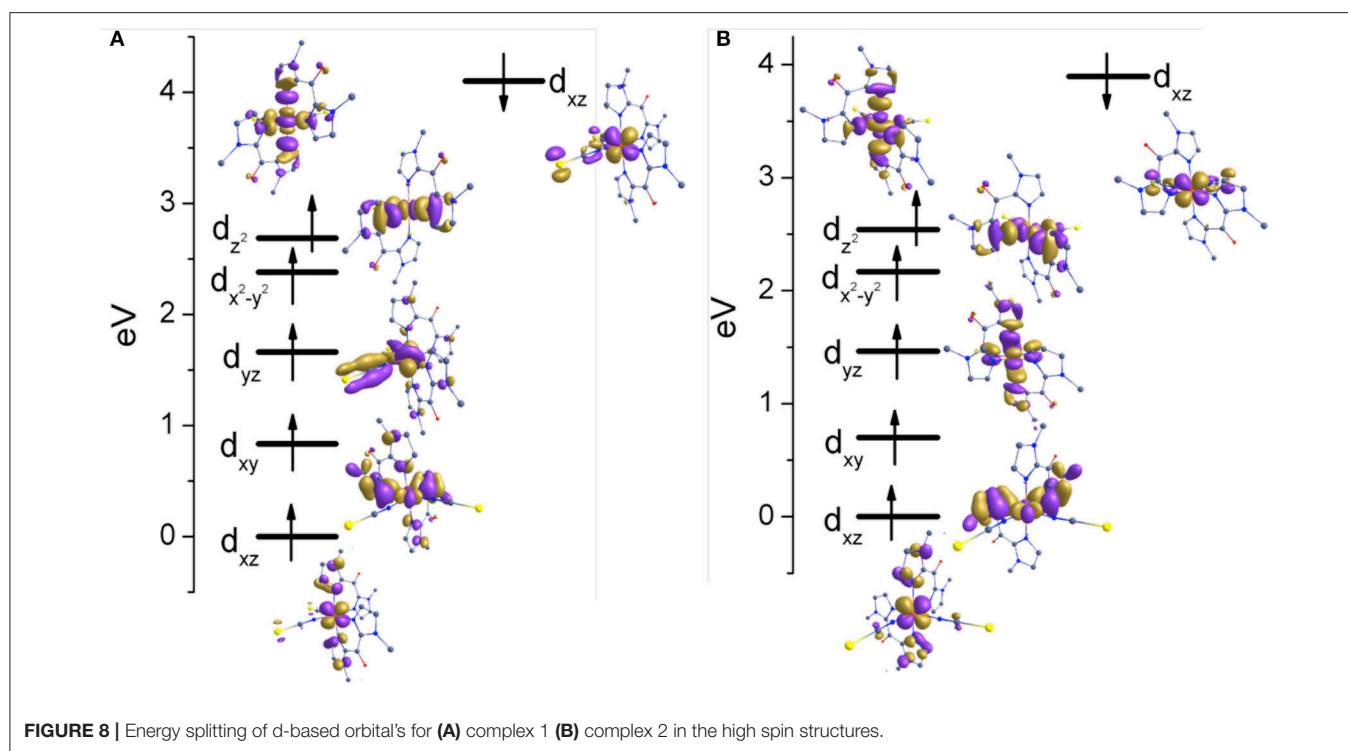 A
4
3
2
1
0
eV
d_xz
d_z²
d_x²-y²
d_yz
d_xy
d_xz
B
4
3
2
1
0
eV
d_xz
d_z²
d_x²-y²
d_yz
d_xy
d_xz
FIGURE 8 | Energy splitting of d-based orbital's for (A) complex 1 (B) complex 2 in the high spin structures.